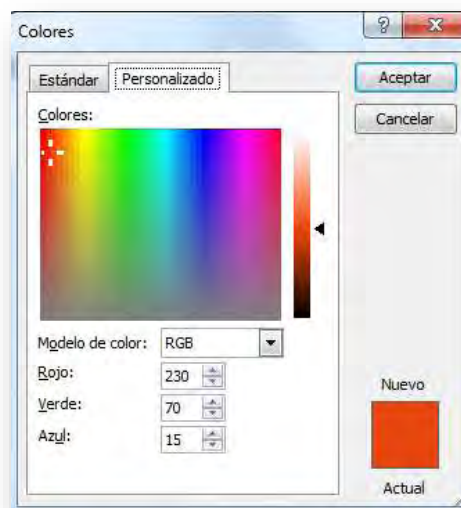 Colores
Estándar Personalizado
Aceptar
Cancelar
Colores:
Modelo de color: RGB
Rojo: 230
Verde: 70
Azul: 15
Nuevo
Actual